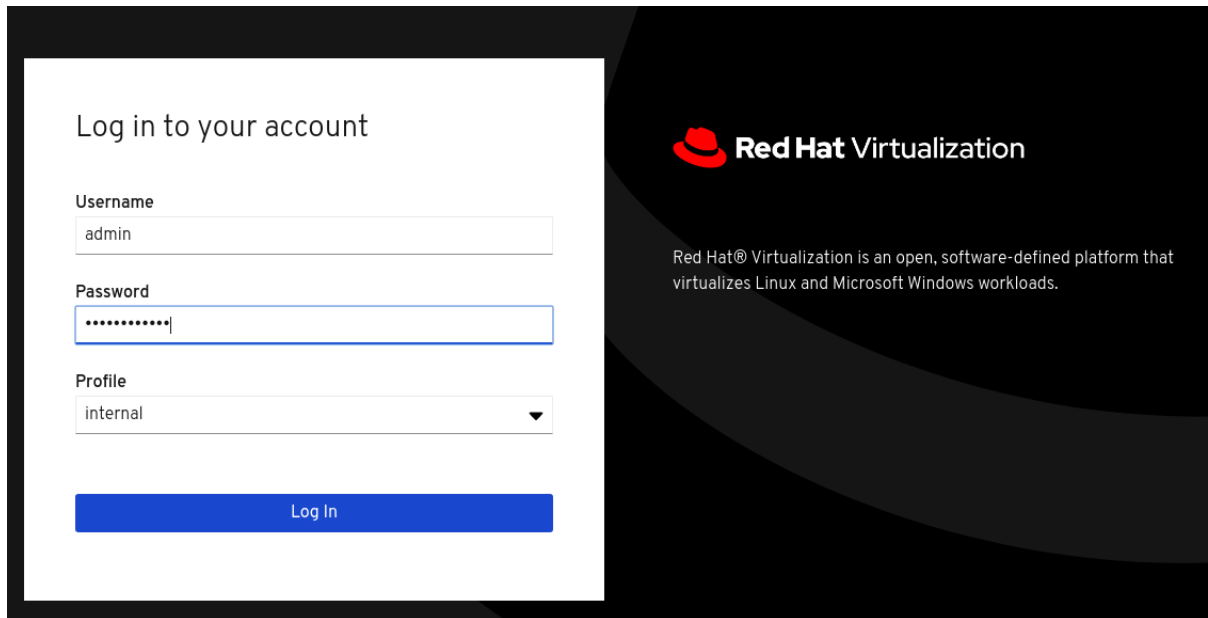 Log in to your account
Username
admin
Password
••••••••••••
Profile
internal
Log In
Red Hat Virtualization
Red Hat® Virtualization is an open, software-defined platform that
virtualizes Linux and Microsoft Windows workloads.